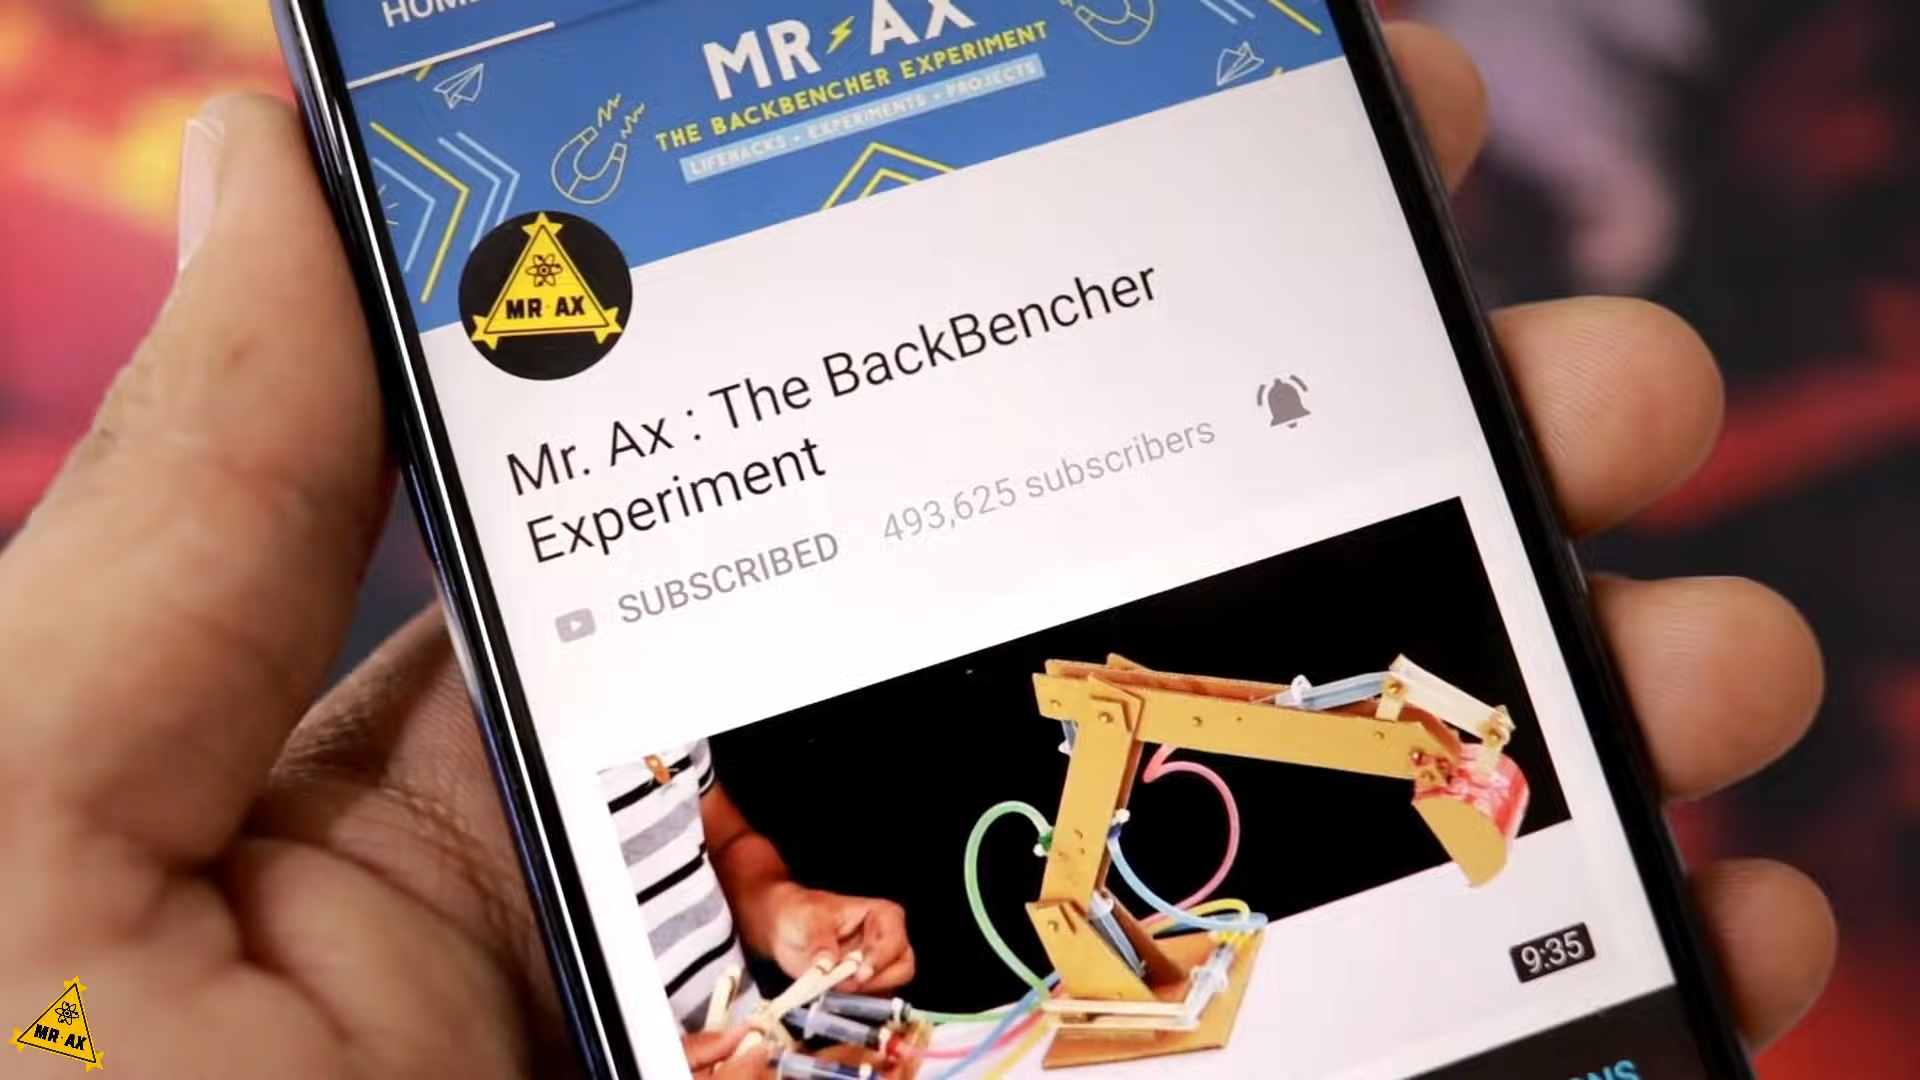 HOME
MR AX
THE BACKBENCHER EXPERIMENT
LIFEHACKS • EXPERIMENTS • PROJECTS
MR AX
Mr. Ax : The BackBencher
Experiment
SUBSCRIBED 493,625 subscribers
9:35
MR AX